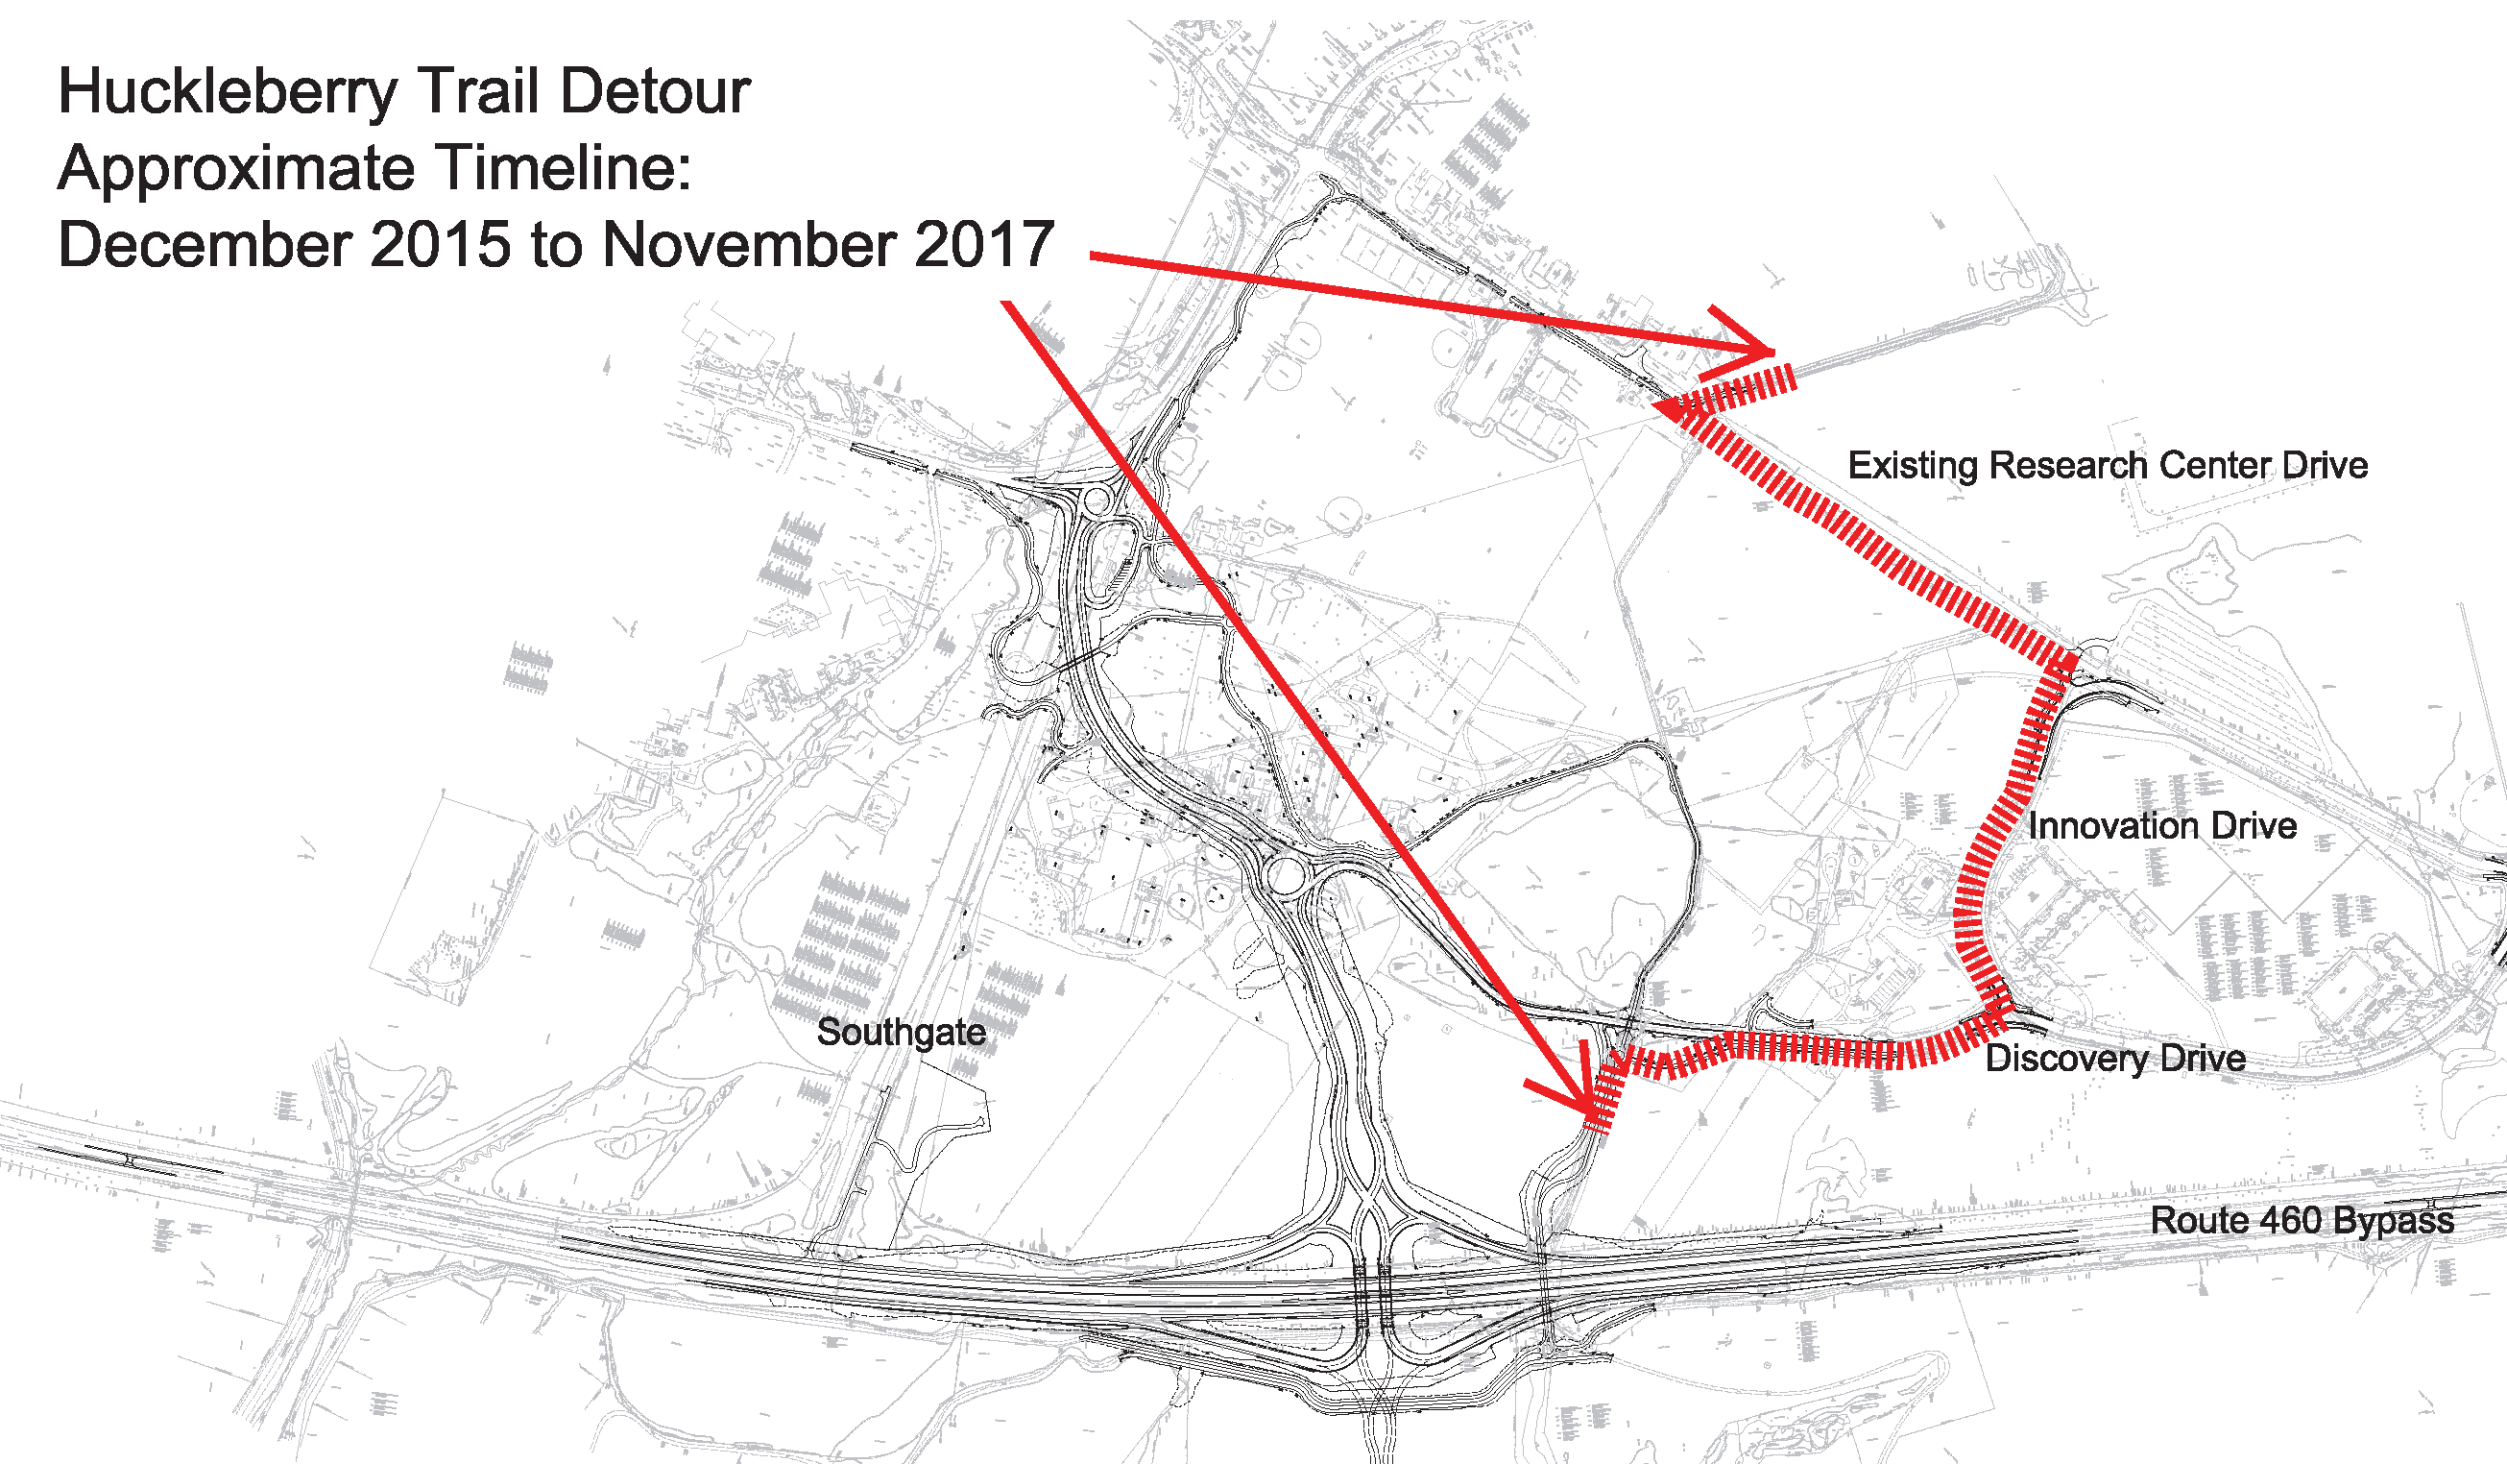 Huckleberry Trail Detour
Approximate Timeline:
December 2015 to November 2017
Existing Research Center Drive
Innovation Drive
Southgate
Discovery Drive
Route 460 Bypass